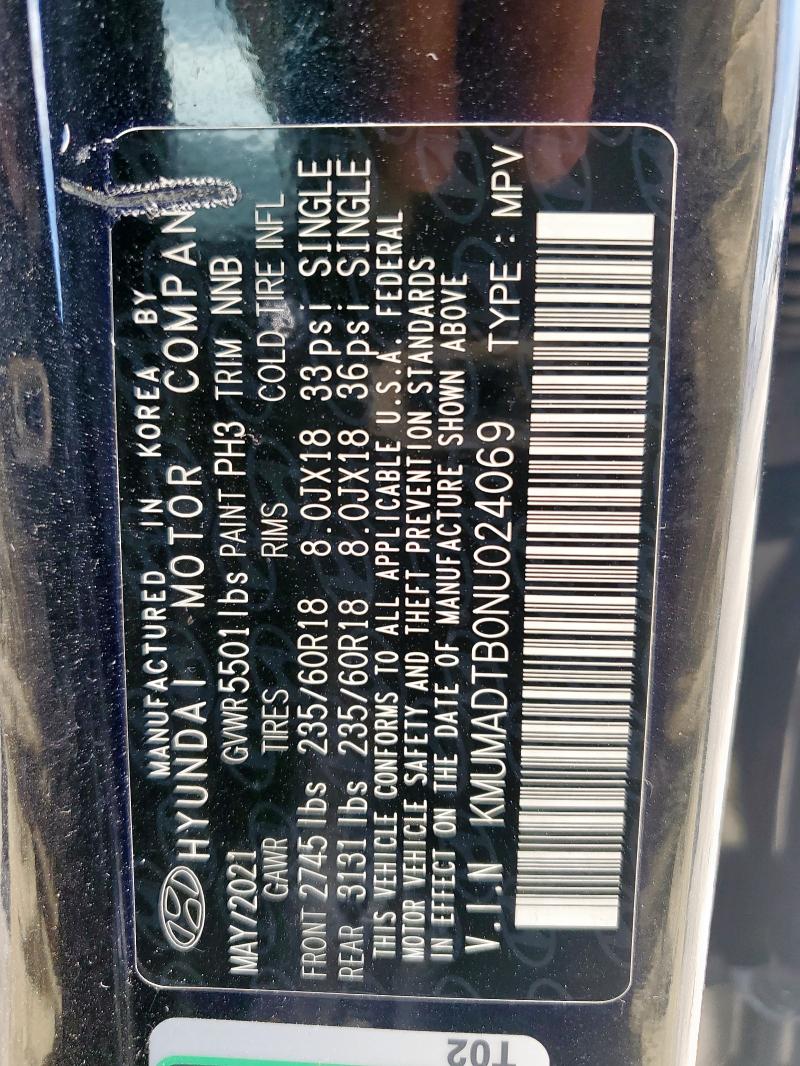 MANUFACTURED IN KOREA BY
HYUNDAI MOTOR COMPAN
MAY/2021 GVWR 5501 lbs PAINT PH3 TRIM NNB
GAWR TIRES RIMS COLD TIRE INFL
FRONT 2745 lbs 235/60R18 8.0JX18 33psi SINGLE
REAR 3131 lbs 235/60R18 8.0JX18 36psi SINGLE
THIS VEHICLE CONFORMS TO ALL APPLICABLE U.S.A. FEDERAL
MOTOR VEHICLE SAFETY AND THEFT PREVENTION STANDARDS
IN EFFECT ON THE DATE OF MANUFACTURE SHOWN ABOVE
V.I.N KMUMADTB0NU024069 TYPE : MPV
T02